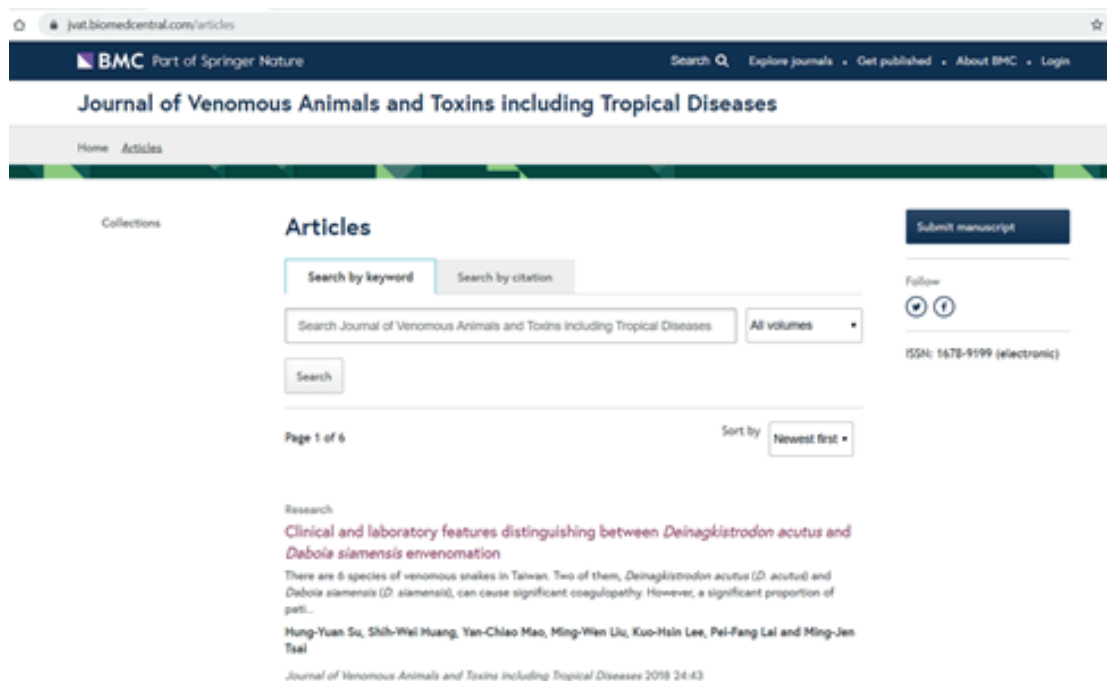 jvat.biomedcentral.com/articles
BMC Part of Springer Nature
Search Explore journals Get published About BMC Login
Journal of Venomous Animals and Toxins including Tropical Diseases
Home Articles
Collections
Articles
Submit manuscript
Search by keyword Search by citation
Follow
Search Journal of Venomous Animals and Toxins including Tropical Diseases All volumes
ISSN: 1678-9199 (electronic)
Search
Page 1 of 6
Sort by Newest first
Research
Clinical and laboratory features distinguishing between Deinagkistrodon acutus and
Daboia siamensis envenomation
There are 6 species of venomous snakes in Taiwan. Two of them, Deinagkistrodon acutus (D. acutus) and
Daboia siamensis (D. siamensis), can cause significant coagulopathy. However, a significant proportion of
pati...
Hung-Yuan Su, Shih-Wei Huang, Yan-Chiao Mao, Ming-Wen Liu, Kuo-Hsin Lee, Pei-Fang Lai and Ming-Jen
Tsai
Journal of Venomous Animals and Toxins including Tropical Diseases 2018 24:43